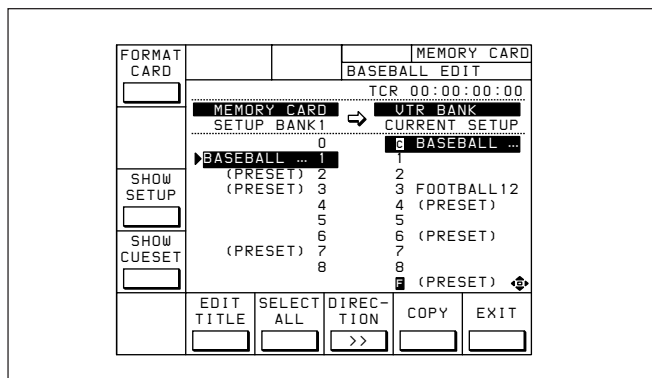 MEMORY CARD
BASEBALL EDIT
TCR 00:00:00:00
FORMAT
CARD
SHOW
SETUP
SHOW
CUESET
MEMORY CARD
SETUP BANK1
VTR BANK
CURRENT SETUP
0
BASEBALL … 1
(PRESET) 2
(PRESET) 3
4
5
6
(PRESET) 7
8
C BASEBALL …
1
2
3 FOOTBALL12
4 (PRESET)
5
6 (PRESET)
7
8
F (PRESET)
EDIT
TITLE
SELECT
ALL
DIREC-
TION
>>
COPY
EXIT